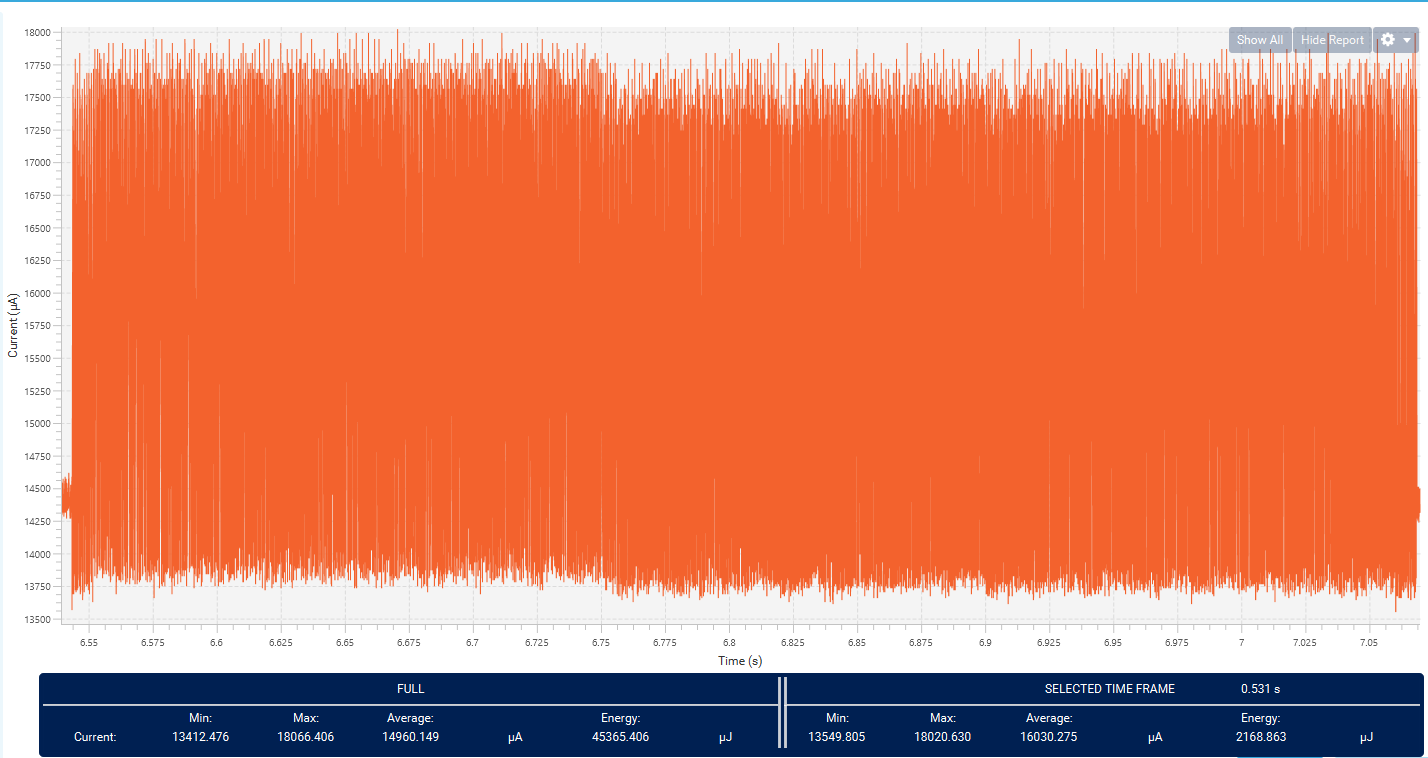 Show All Hide Report
18000
17750
17500
17250
17000
16750
16500
16250
16000
15750
15500
15250
15000
14750
14500
14250
14000
13750
13500
Current (µA)
6.55 6.575 6.6 6.625 6.65 6.675 6.7 6.725 6.75 6.775 6.8 6.825 6.85 6.875 6.9 6.925 6.95 6.975 7 7.025 7.05
Time (s)
FULL SELECTED TIME FRAME 0.531 s
Min: Max: Average: Energy: Min: Max: Average: Energy:
Current: 13412.476 18066.406 14960.149 µA 45365.406 µJ 13549.805 18020.630 16030.275 µA 2168.863 µJ